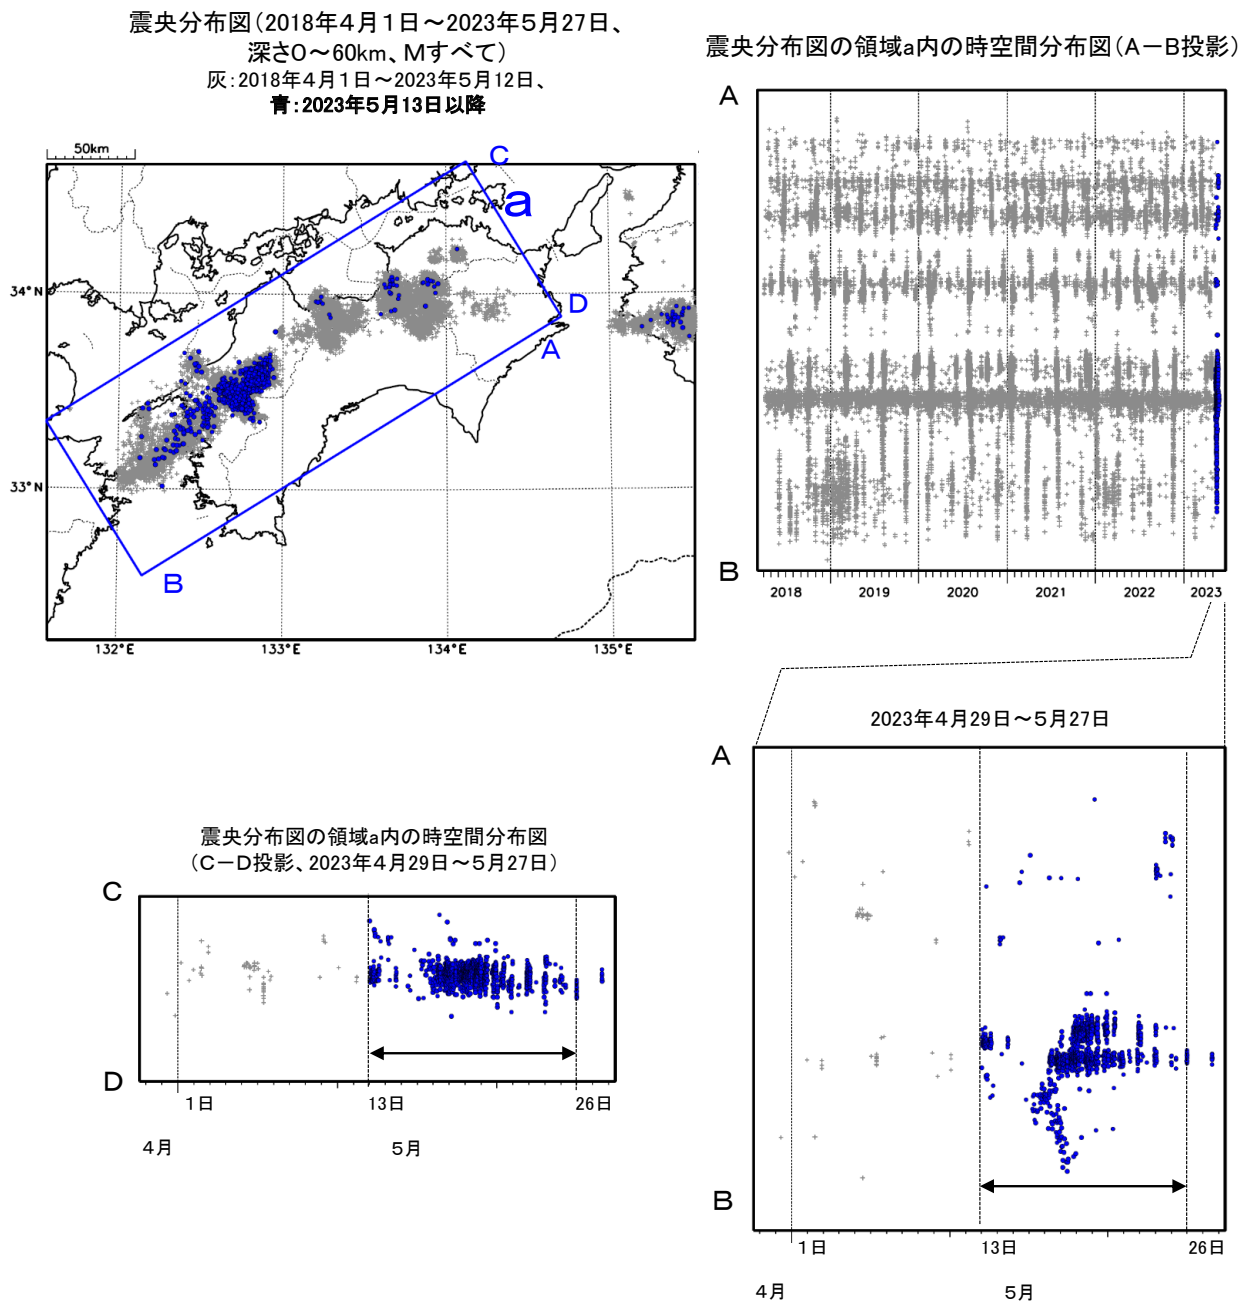 震央分布図（2018年４月１日～2023年５月27日、
深さ０～60km、Ｍすべて）
灰：2018年４月１日～2023年５月12日、
青：2023年５月13日以降
50km
C
a
D
A
B
34°N
33°N
132°E
133°E
134°E
135°E
震央分布図の領域a内の時空間分布図（Ａ－Ｂ投影）
A
B
2018
2019
2020
2021
2022
2023
2023年４月29日～５月27日
A
B
１日
13日
26日
４月
５月
震央分布図の領域a内の時空間分布図
（Ｃ－Ｄ投影、2023年４月29日～５月27日）
C
D
１日
13日
26日
４月
５月